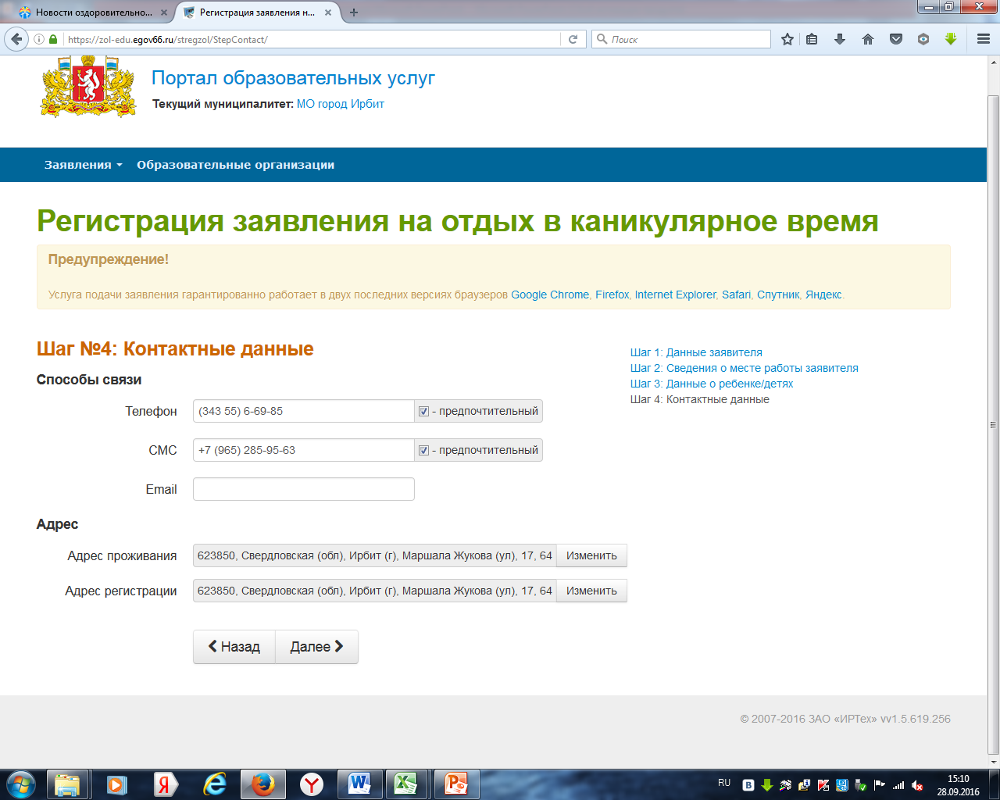 Новости оздоровительно...
Регистрация заявления н...
https://zol-edu.egov66.ru/stregzol/StepContact/
Поиск
Портал образовательных услуг
Текущий муниципалитет: МО город Ирбит
Заявления
Образовательные организации
Регистрация заявления на отдых в каникулярное время
Предупреждение!
Услуга подачи заявления гарантированно работает в двух последних версиях браузеров Google Chrome, Firefox, Internet Explorer, Safari, Спутник, Яндекс.
Шаг №4: Контактные данные
Способы связи
Телефон
(343 55) 6-69-85
- предпочтительный
СМС
+7 (965) 285-95-63
- предпочтительный
Email
Адрес
Адрес проживания
623850, Свердловская (обл), Ирбит (г), Маршала Жукова (ул), 17, 64
Изменить
Адрес регистрации
623850, Свердловская (обл), Ирбит (г), Маршала Жукова (ул), 17, 64
Изменить
Назад
Далее
Шаг 1: Данные заявителя
Шаг 2: Сведения о месте работы заявителя
Шаг 3: Данные о ребенке/детях
Шаг 4: Контактные данные
© 2007-2016 ЗАО «ИРТех» vv1.5.619.256
RU
15:10
28.09.2016